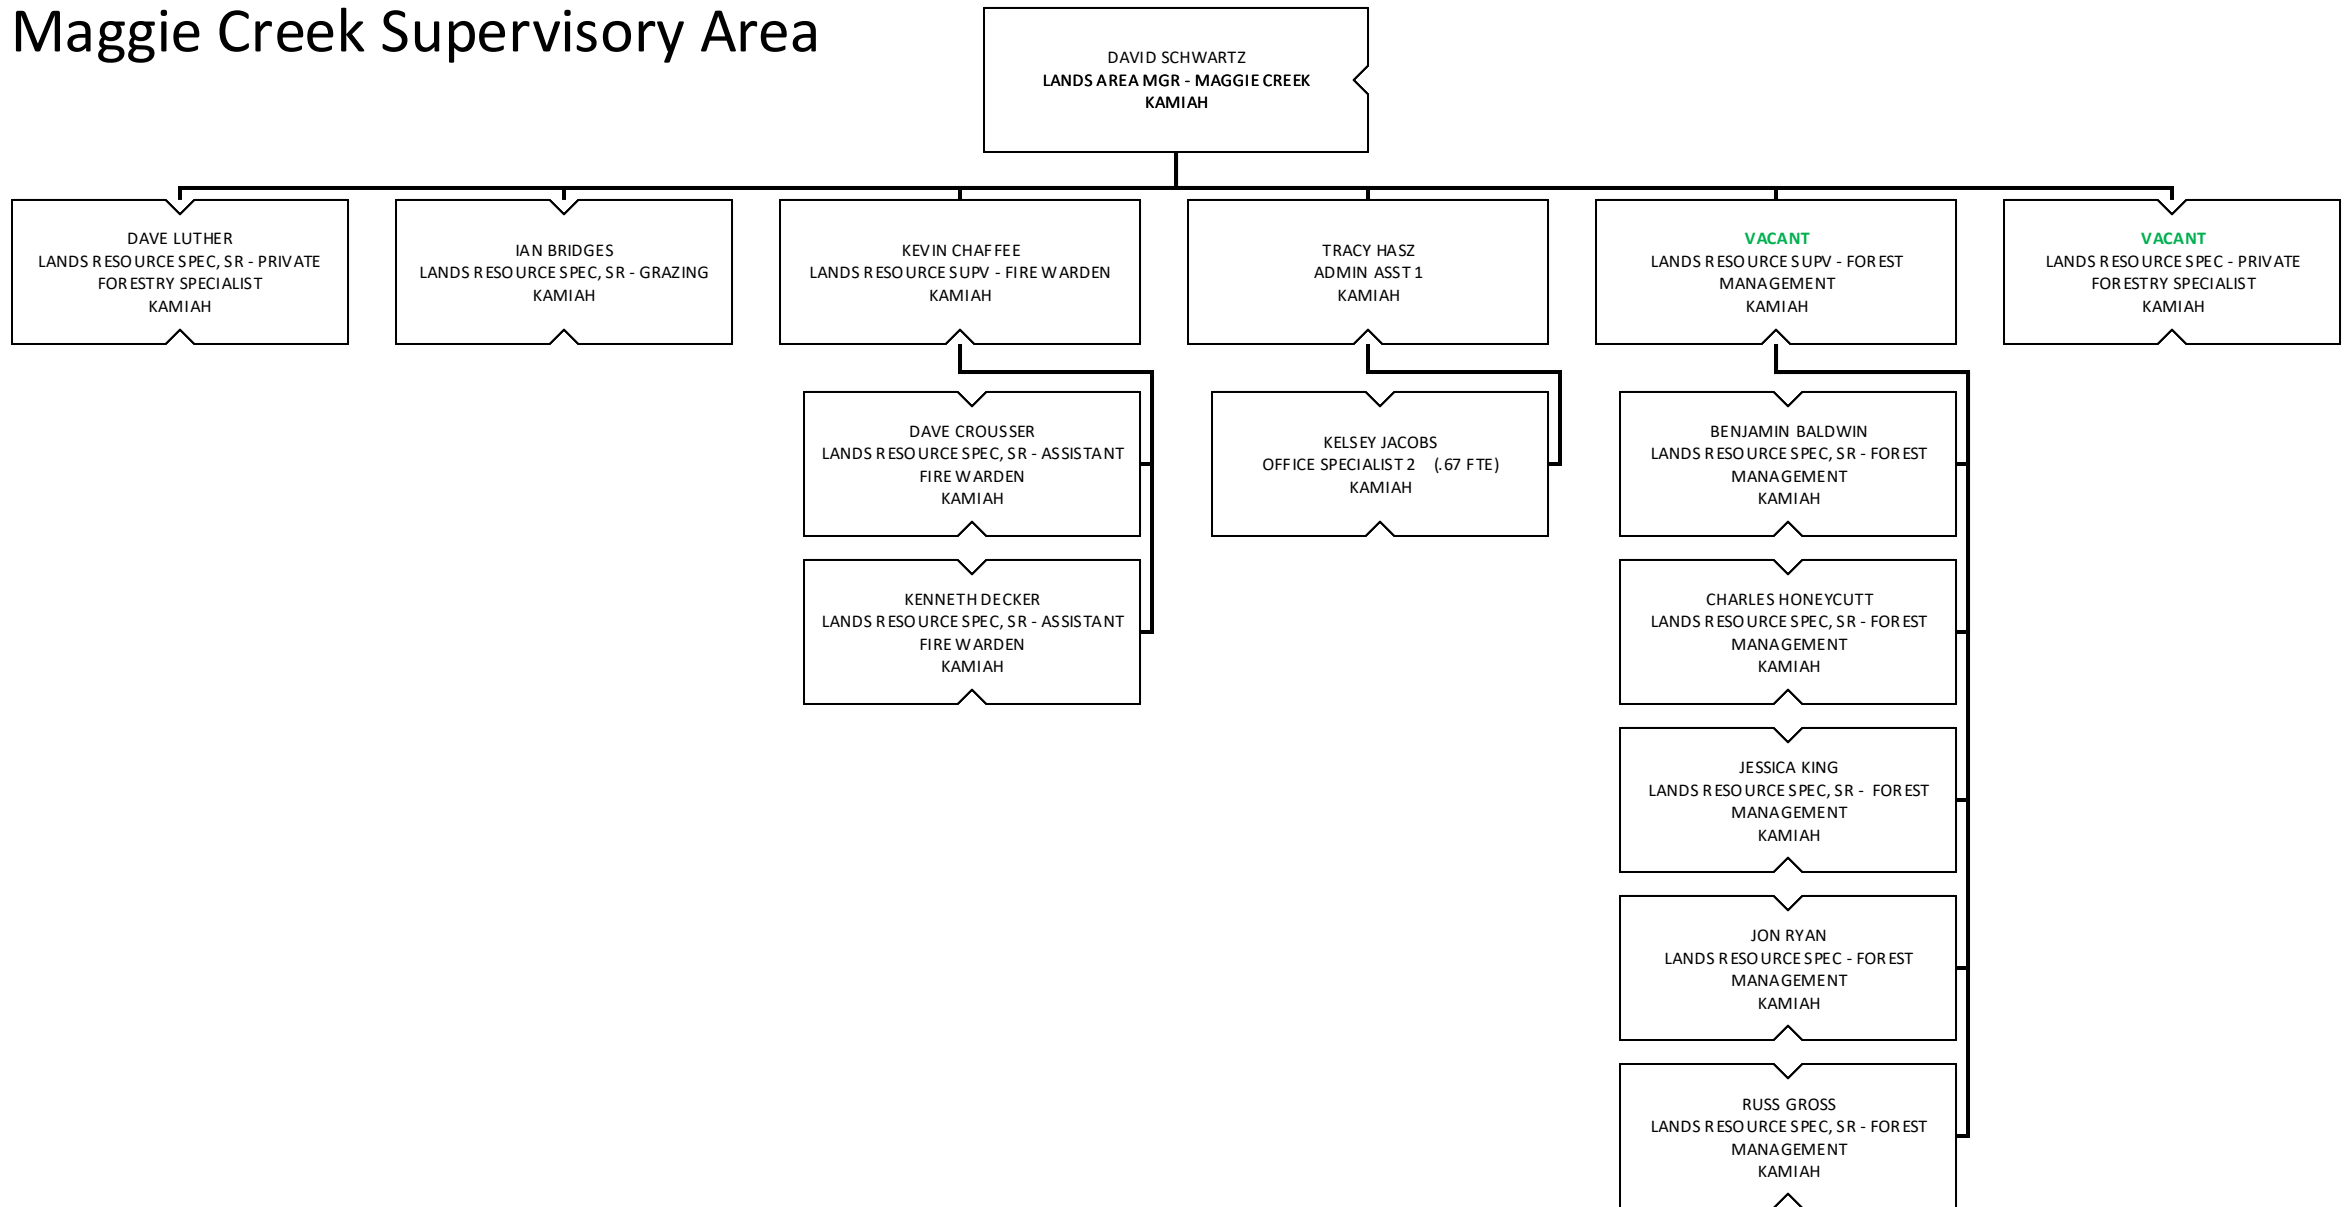 Maggie Creek Supervisory Area
DAVID SCHWARTZ
LANDS AREA MGR - MAGGIE CREEK
KAMIAH
DAVE LUTHER
LANDS RESOURCE SPEC, SR - PRIVATE
FORESTRY SPECIALIST
KAMIAH
IAN BRIDGES
LANDS RESOURCE SPEC, SR - GRAZING
KAMIAH
KEVIN CHAFFEE
LANDS RESOURCE SUPV - FIRE WARDEN
KAMIAH
TRACY HASZ
ADMIN ASST 1
KAMIAH
VACANT
LANDS RESOURCE SUPV - FOREST
MANAGEMENT
KAMIAH
VACANT
LANDS RESOURCE SPEC - PRIVATE
FORESTRY SPECIALIST
KAMIAH
DAVE CROUSSER
LANDS RESOURCE SPEC, SR - ASSISTANT
FIRE WARDEN
KAMIAH
KENNETH DECKER
LANDS RESOURCE SPEC, SR - ASSISTANT
FIRE WARDEN
KAMIAH
KELSEY JACOBS
OFFICE SPECIALIST 2 (.67 FTE)
KAMIAH
BENJAMIN BALDWIN
LANDS RESOURCE SPEC, SR - FOREST
MANAGEMENT
KAMIAH
CHARLES HONEYCUTT
LANDS RESOURCE SPEC, SR - FOREST
MANAGEMENT
KAMIAH
JESSICA KING
LANDS RESOURCE SPEC, SR - FOREST
MANAGEMENT
KAMIAH
JON RYAN
LANDS RESOURCE SPEC - FOREST
MANAGEMENT
KAMIAH
RUSS GROSS
LANDS RESOURCE SPEC, SR - FOREST
MANAGEMENT
KAMIAH